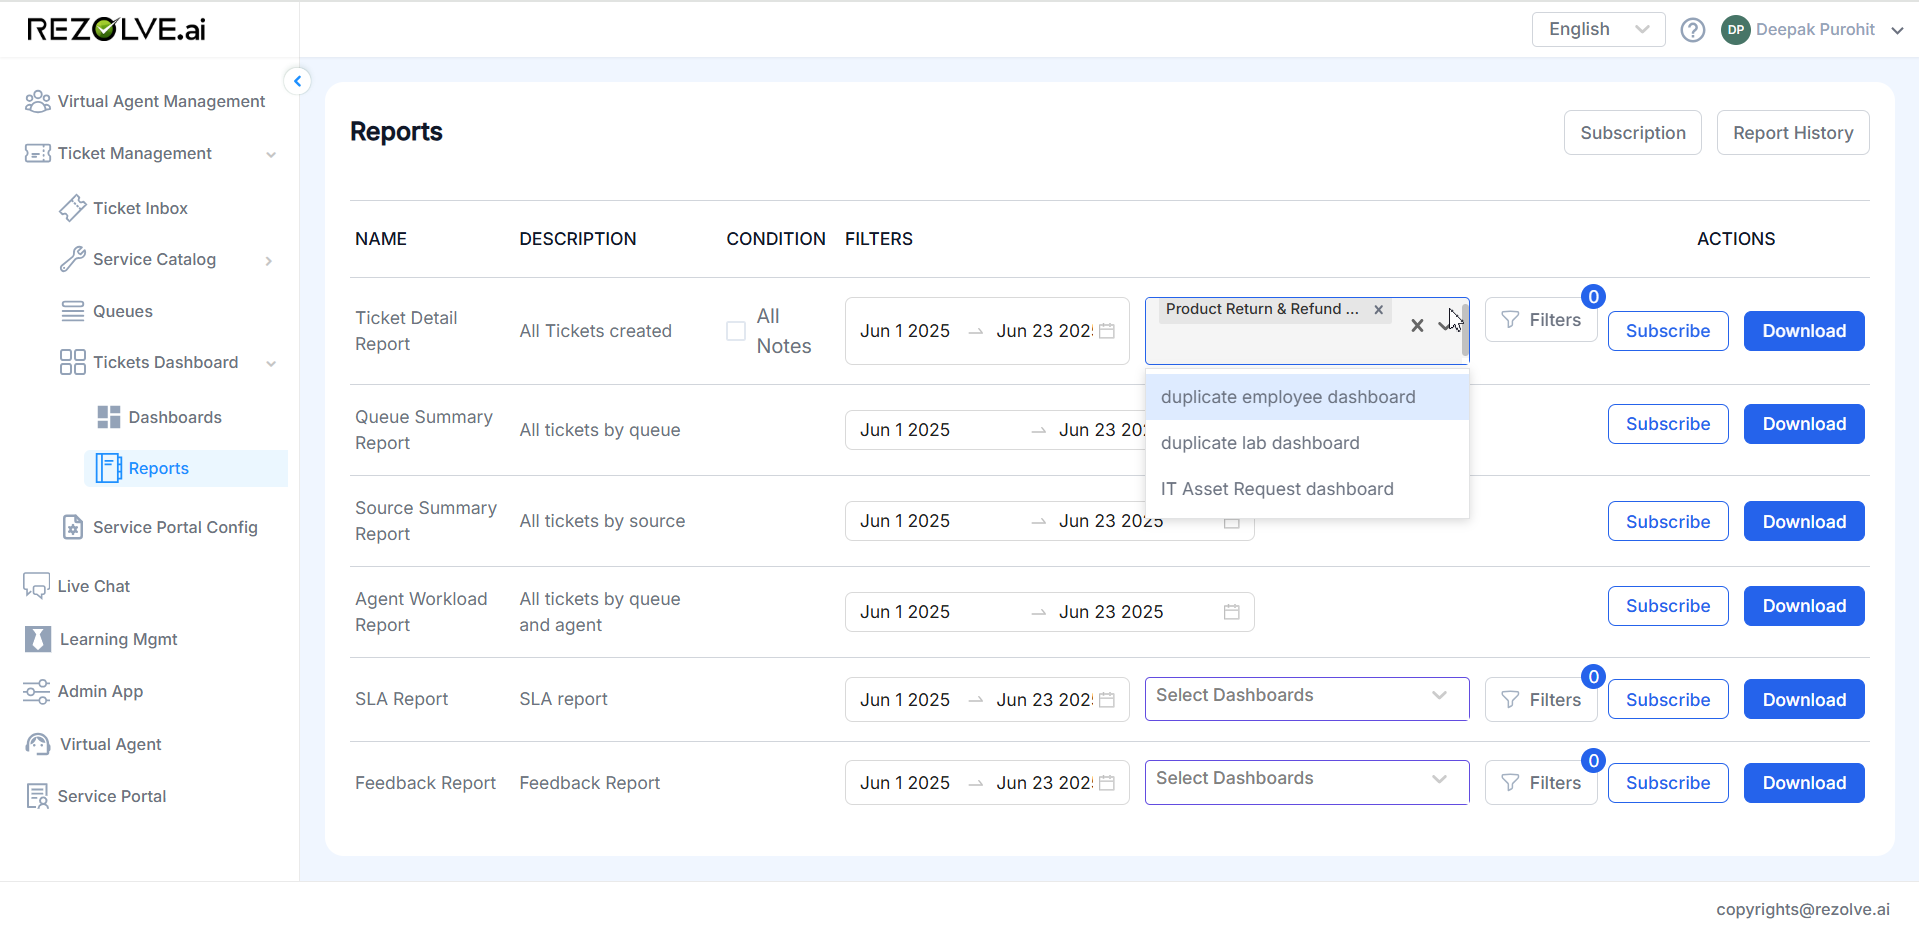 REZOLVE.ai
English
?
DP
Deepak Purohit
Virtual Agent Management
Ticket Management
Ticket Inbox
Service Catalog
Queues
Tickets Dashboard
Dashboards
Reports
Service Portal Config
Live Chat
Learning Mgmt
Admin App
Virtual Agent
Service Portal
Reports
Subscription
Report History
NAME
DESCRIPTION
CONDITION
FILTERS
ACTIONS
Ticket Detail
Report
All Tickets created
All
Notes
Jun 1 2025
Jun 23 202
Product Return & Refund ...
Filters
0
Subscribe
Download
duplicate employee dashboard
duplicate lab dashboard
IT Asset Request dashboard
Queue Summary
Report
All tickets by queue
Jun 1 2025
Jun 23 20
Subscribe
Download
Source Summary
Report
All tickets by source
Jun 1 2025
Jun 23 2025
Subscribe
Download
Agent Workload
Report
All tickets by queue
and agent
Jun 1 2025
Jun 23 2025
Subscribe
Download
SLA Report
SLA report
Jun 1 2025
Jun 23 202
Select Dashboards
Filters
0
Subscribe
Download
Feedback Report
Feedback Report
Jun 1 2025
Jun 23 202
Select Dashboards
Filters
0
Subscribe
Download
copyrights@rezolve.ai